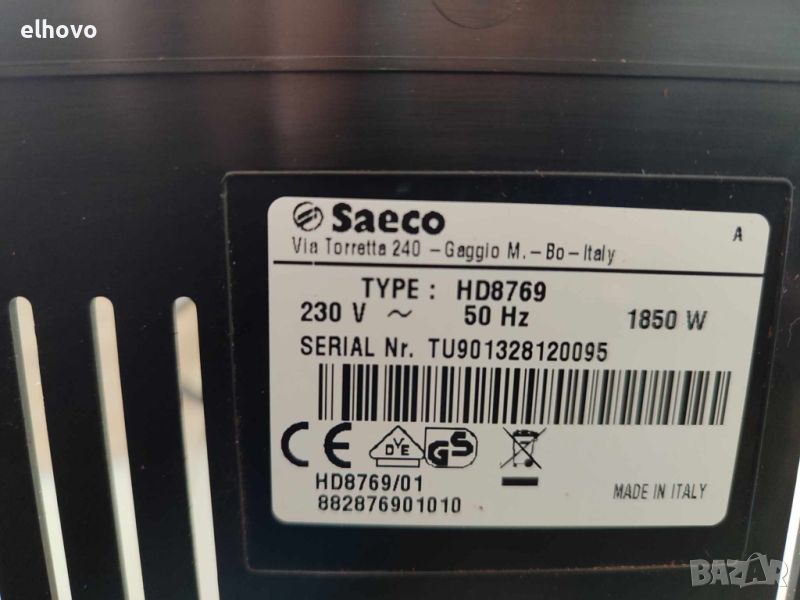 elhovo
Saeco
A
Via Torretta 240 - Gaggio M. - Bo - Italy
TYPE : HD8769
230 V ~ 50 Hz 1850 W
SERIAL Nr. TU901328120095
CE DVE GS
HD8769/01
882876901010
MADE IN ITALY
BAZAR